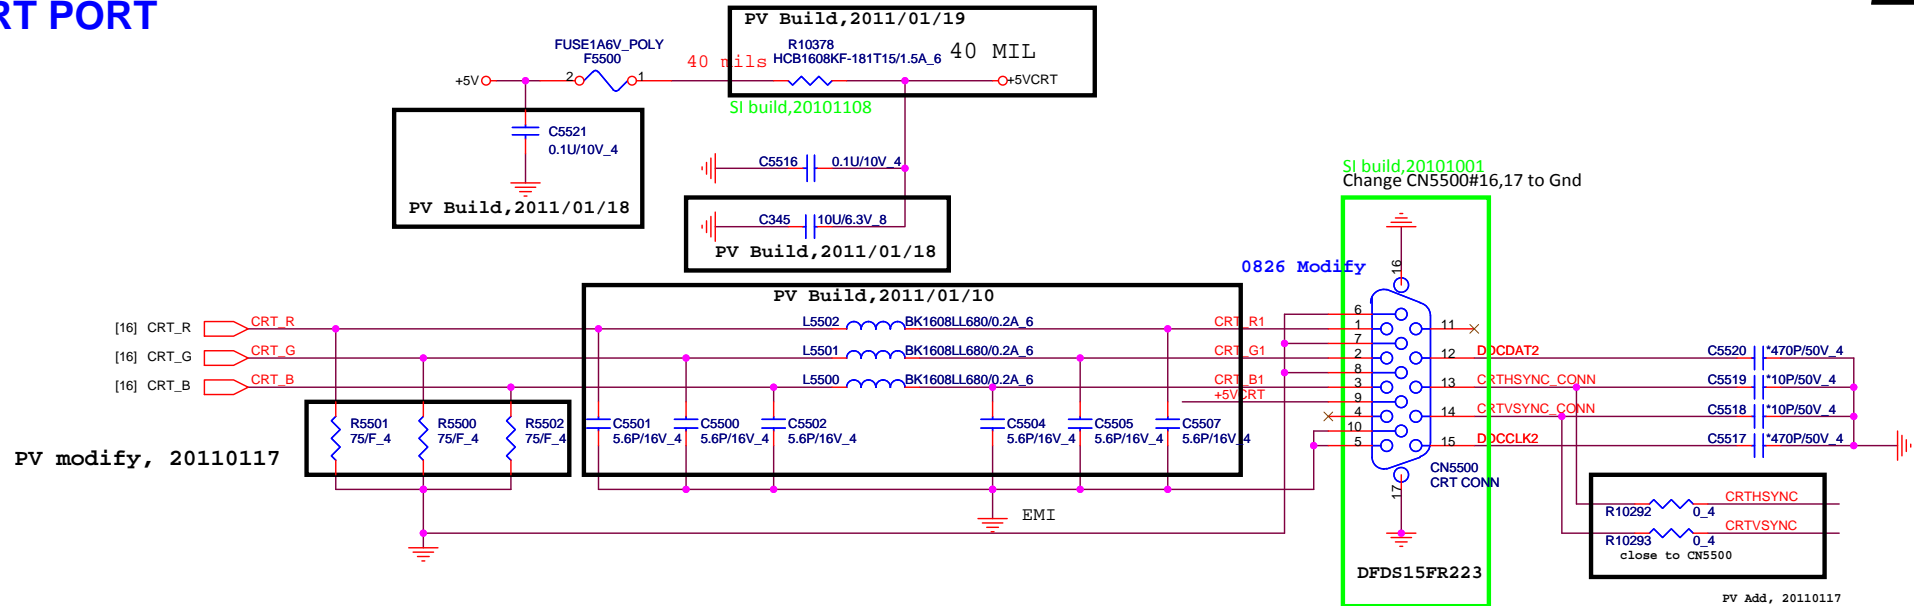 RT PORT
PV Build,2011/01/19
FUSE1A6V_POLY
F5500
40 mils
R10378
HCB1608KF-181T15/1.5A_6
40 MIL
+5V
2
1
+5VCRT
SI build,20101108
C5521
0.1U/10V_4
PV Build,2011/01/18
C5516
0.1U/10V_4
C345
10U/6.3V_8
PV Build,2011/01/18
SI build,20101001
Change CN5500#16,17 to Gnd
0826 Modify
16
PV Build,2011/01/10
[16] CRT_R
CRT_R
L5502
BK1608LL680/0.2A_6
CRT_R1
[16] CRT_G
CRT_G
L5501
BK1608LL680/0.2A_6
CRT_G1
[16] CRT_B
CRT_B
L5500
BK1608LL680/0.2A_6
CRT_B1
+5VCRT
6
1
7
2
8
3
9
4
10
5
11
12
13
14
15
DDCDAT2
CRTHSYNC_CONN
CRTVSYNC_CONN
DDCCLK2
C5520
*470P/50V_4
C5519
*10P/50V_4
C5518
*10P/50V_4
C5517
*470P/50V_4
R5501
75/F_4
R5500
75/F_4
R5502
75/F_4
C5501
5.6P/16V_4
C5500
5.6P/16V_4
C5502
5.6P/16V_4
C5504
5.6P/16V_4
C5505
5.6P/16V_4
C5507
5.6P/16V_4
PV modify, 20110117
EMI
17
CN5500
CRT CONN
DFDS15FR223
R10292
0_4
CRTHSYNC
R10293
0_4
CRTVSYNC
close to CN5500
PV Add, 20110117